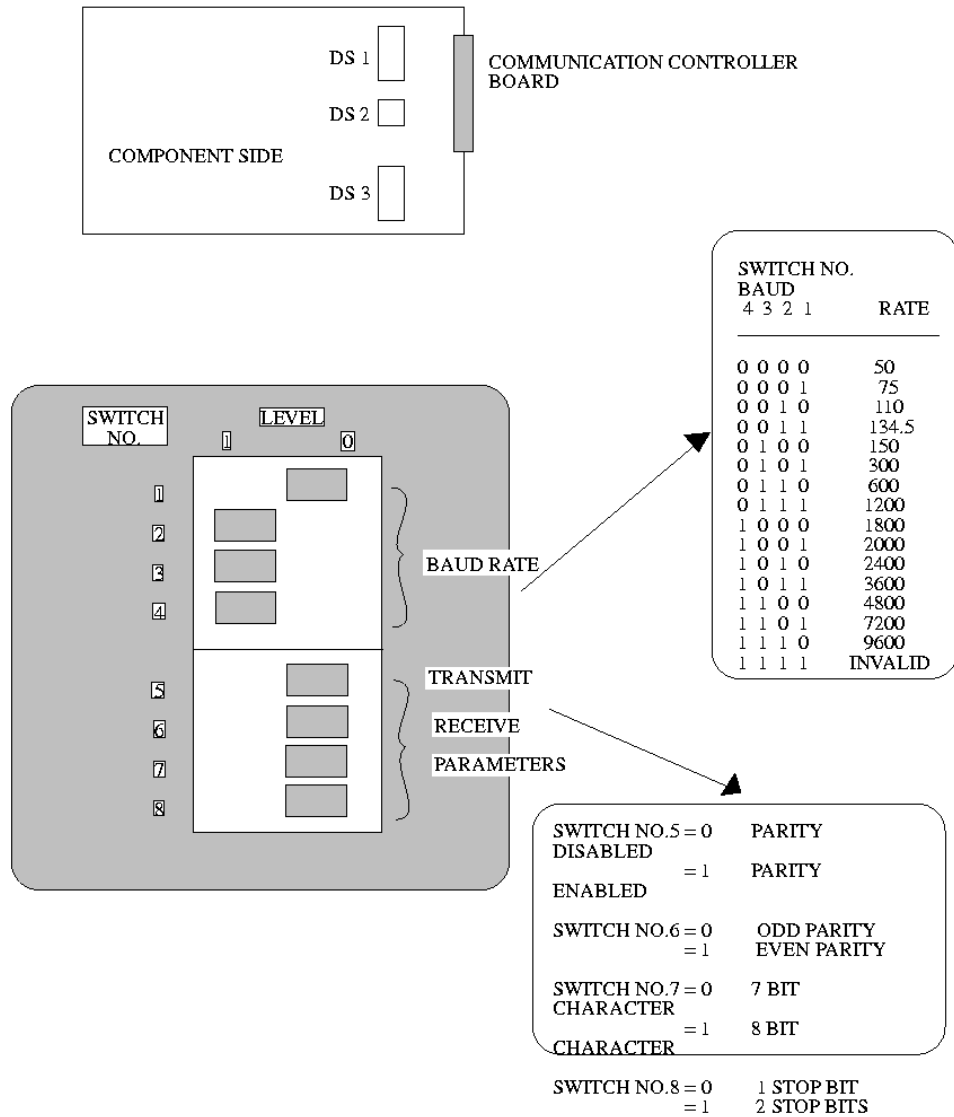 DS 1
COMMUNICATION CONTROLLER
BOARD
DS 2
COMPONENT SIDE
DS 3
SWITCH NO.
BAUD
4 3 2 1 RATE
0 0 0 0 50
0 0 0 1 75
0 0 1 0 110
0 0 1 1 134.5
0 1 0 0 150
0 1 0 1 300
0 1 1 0 600
0 1 1 1 1200
1 0 0 0 1800
1 0 0 1 2000
1 0 1 0 2400
1 0 1 1 3600
1 1 0 0 4800
1 1 0 1 7200
1 1 1 0 9600
1 1 1 1 INVALID
SWITCH
NO.
LEVEL
1 0
1
2
3
4
BAUD RATE
5
6
7
8
TRANSMIT
RECEIVE
PARAMETERS
SWITCH NO.5 = 0 PARITY
DISABLED
= 1 PARITY
ENABLED
SWITCH NO.6 = 0 ODD PARITY
= 1 EVEN PARITY
SWITCH NO.7 = 0 7 BIT
CHARACTER
= 1 8 BIT
CHARACTER
SWITCH NO.8 = 0 1 STOP BIT
= 1 2 STOP BITS